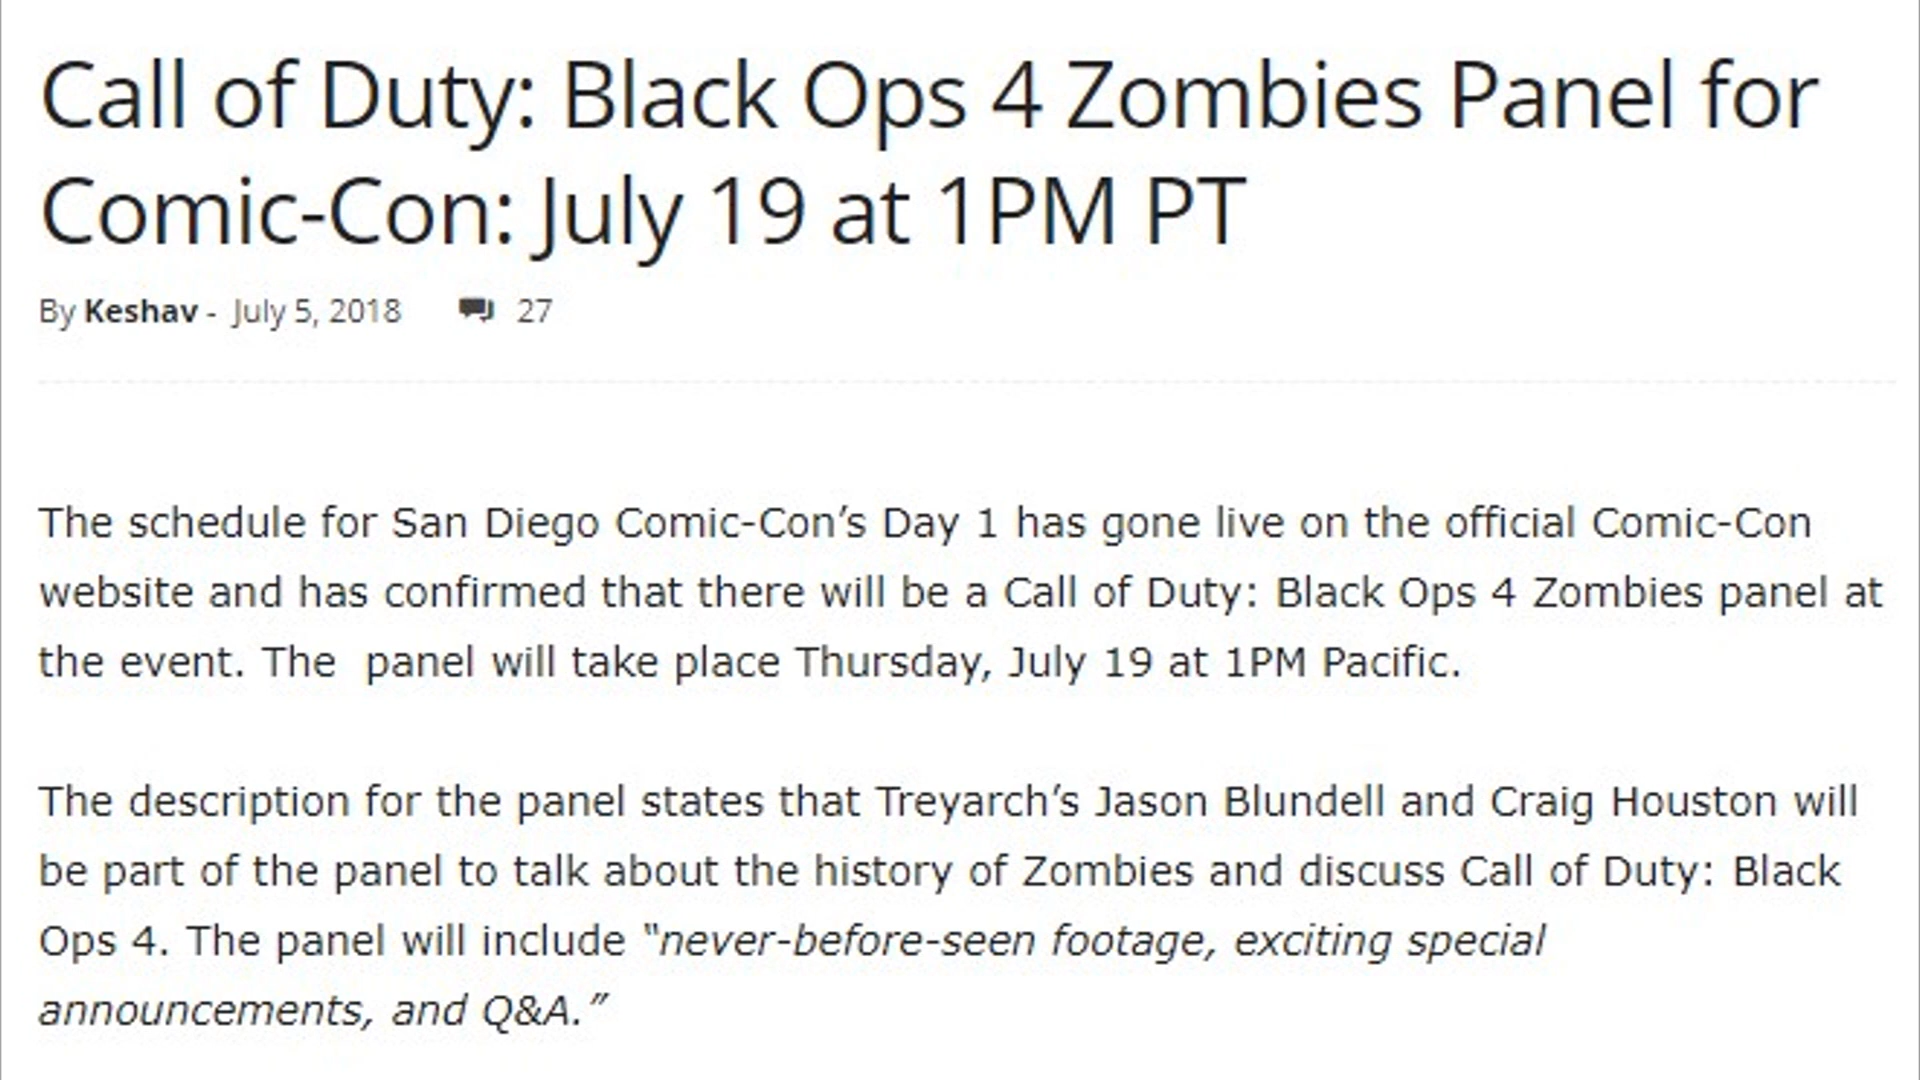 Call of Duty: Black Ops 4 Zombies Panel for
Comic-Con: July 19 at 1PM PT
By Keshav - July 5, 2018 27
The schedule for San Diego Comic-Con’s Day 1 has gone live on the official Comic-Con
website and has confirmed that there will be a Call of Duty: Black Ops 4 Zombies panel at
the event. The  panel will take place Thursday, July 19 at 1PM Pacific.
The description for the panel states that Treyarch’s Jason Blundell and Craig Houston will
be part of the panel to talk about the history of Zombies and discuss Call of Duty: Black
Ops 4. The panel will include “never-before-seen footage, exciting special
announcements, and Q&A.”